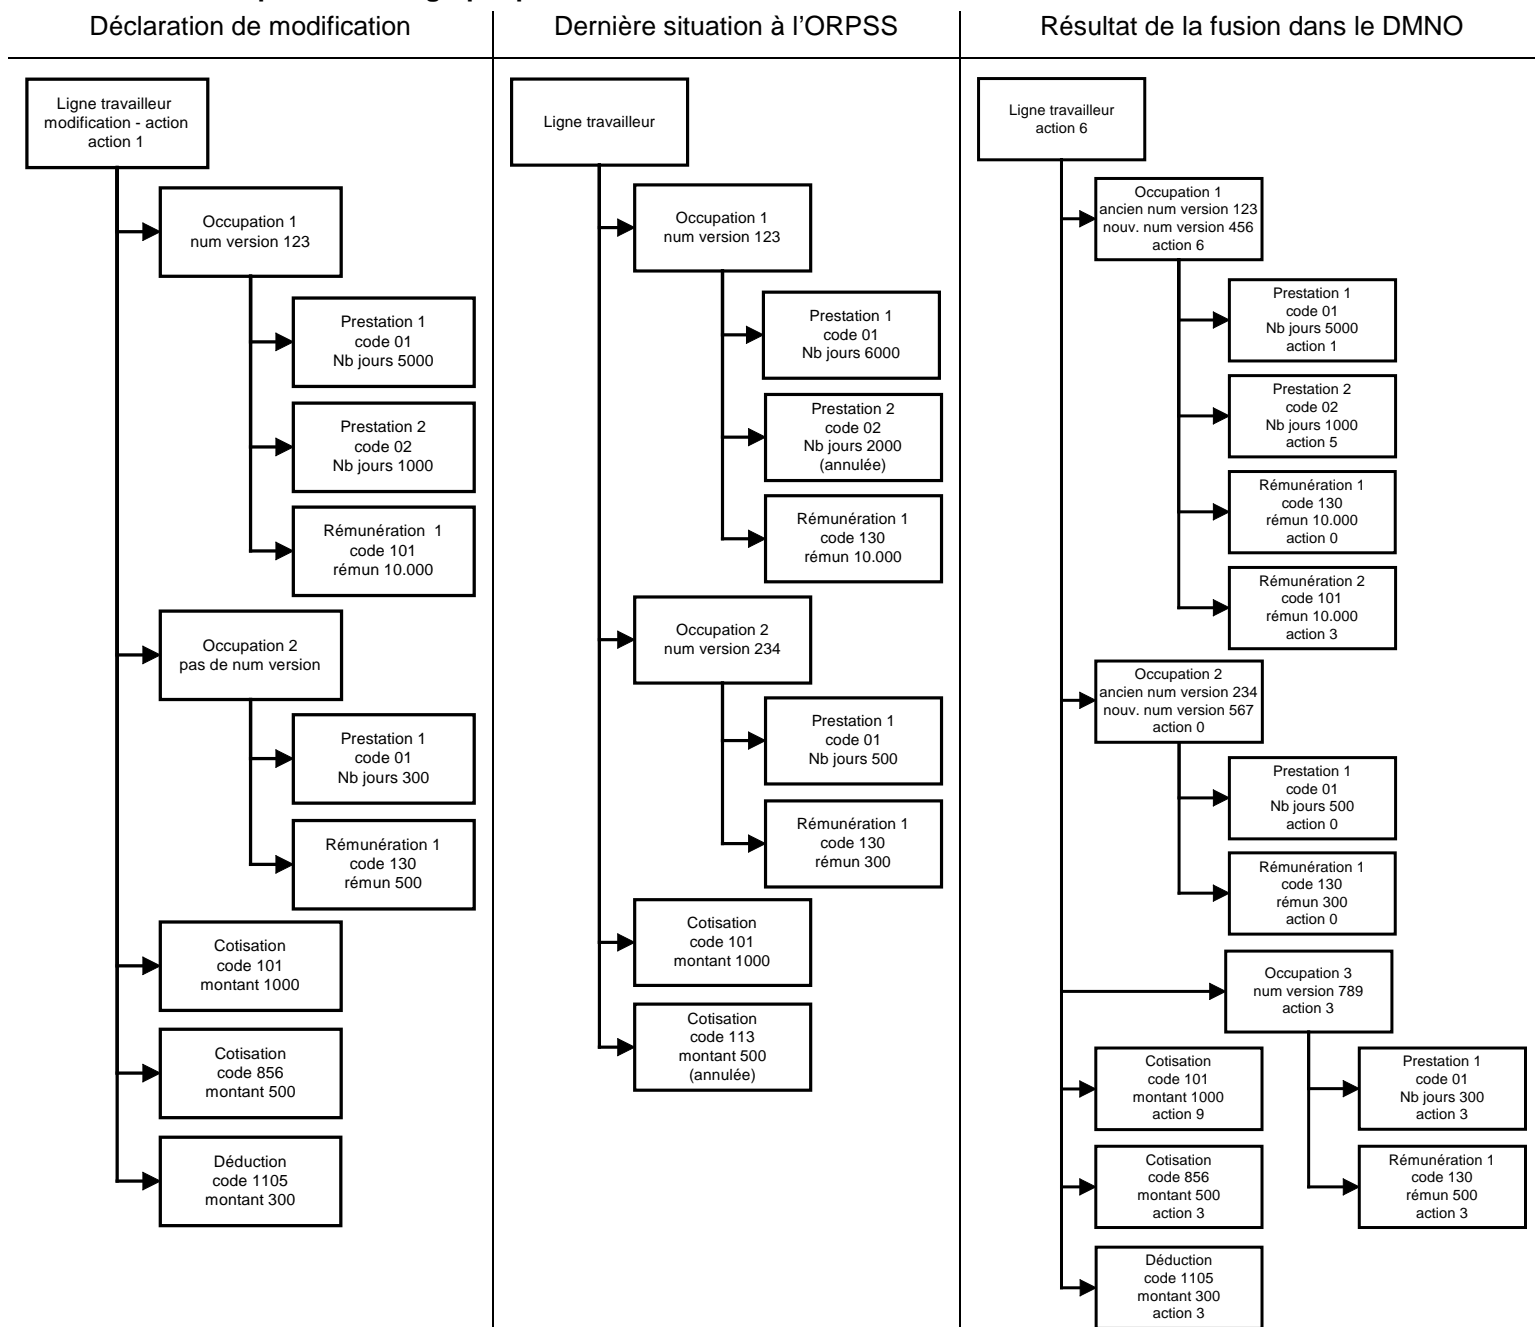 Déclaration de modification
Ligne travailleur
modification - action
action 1
Occupation 1
num version 123
Prestation 1
code 01
Nb jours 5000
Prestation 2
code 02
Nb jours 1000
Rémunération 1
code 101
rémun 10.000
Occupation 2
pas de num version
Prestation 1
code 01
Nb jours 300
Rémunération 1
code 130
rémun 500
Cotisation
code 101
montant 1000
Cotisation
code 856
montant 500
Déduction
code 1105
montant 300
Dernière situation à l'ORPSS
Ligne travailleur
Occupation 1
num version 123
Prestation 1
code 01
Nb jours 6000
Prestation 2
code 02
Nb jours 2000
(annulée)
Rémunération 1
code 130
rémun 10.000
Occupation 2
num version 234
Prestation 1
code 01
Nb jours 500
Rémunération 1
code 130
rémun 300
Cotisation
code 101
montant 1000
Cotisation
code 113
montant 500
(annulée)
Résultat de la fusion dans le DMNO
Ligne travailleur
action 6
Occupation 1
ancien num version 123
nouv. num version 456
action 6
Prestation 1
code 01
Nb jours 5000
action 1
Prestation 2
code 02
Nb jours 1000
action 5
Rémunération 1
code 130
rémun 10.000
action 0
Rémunération 2
code 101
rémun 10.000
action 3
Occupation 2
ancien num version 234
nouv. num version 567
action 0
Prestation 1
code 01
Nb jours 500
action 0
Rémunération 1
code 130
rémun 300
action 0
Occupation 3
num version 789
action 3
Prestation 1
code 01
Nb jours 300
action 3
Rémunération 1
code 130
rémun 500
action 3
Cotisation
code 101
montant 1000
action 9
Cotisation
code 856
montant 500
action 3
Déduction
code 1105
montant 300
action 3